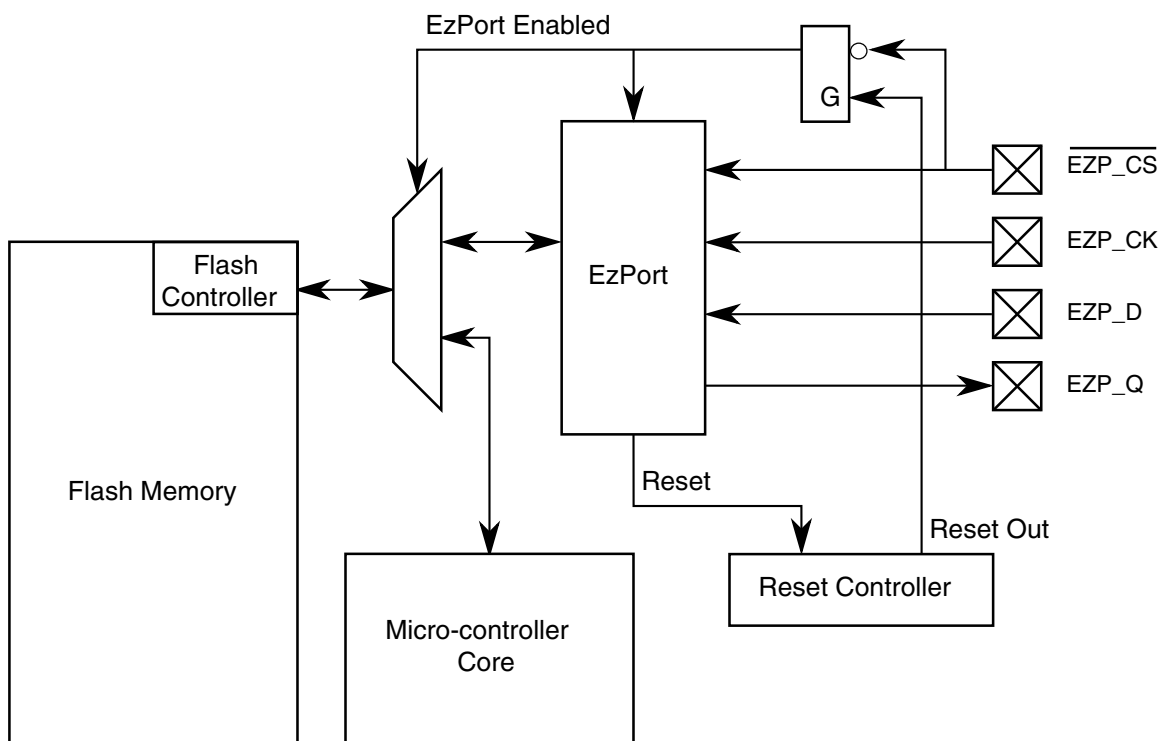 EzPort Enabled
G
EZP_CS
EZP_CK
Flash
Controller
EzPort
EZP_D
EZP_Q
Flash Memory
Reset
Reset Out
Reset Controller
Micro-controller
Core